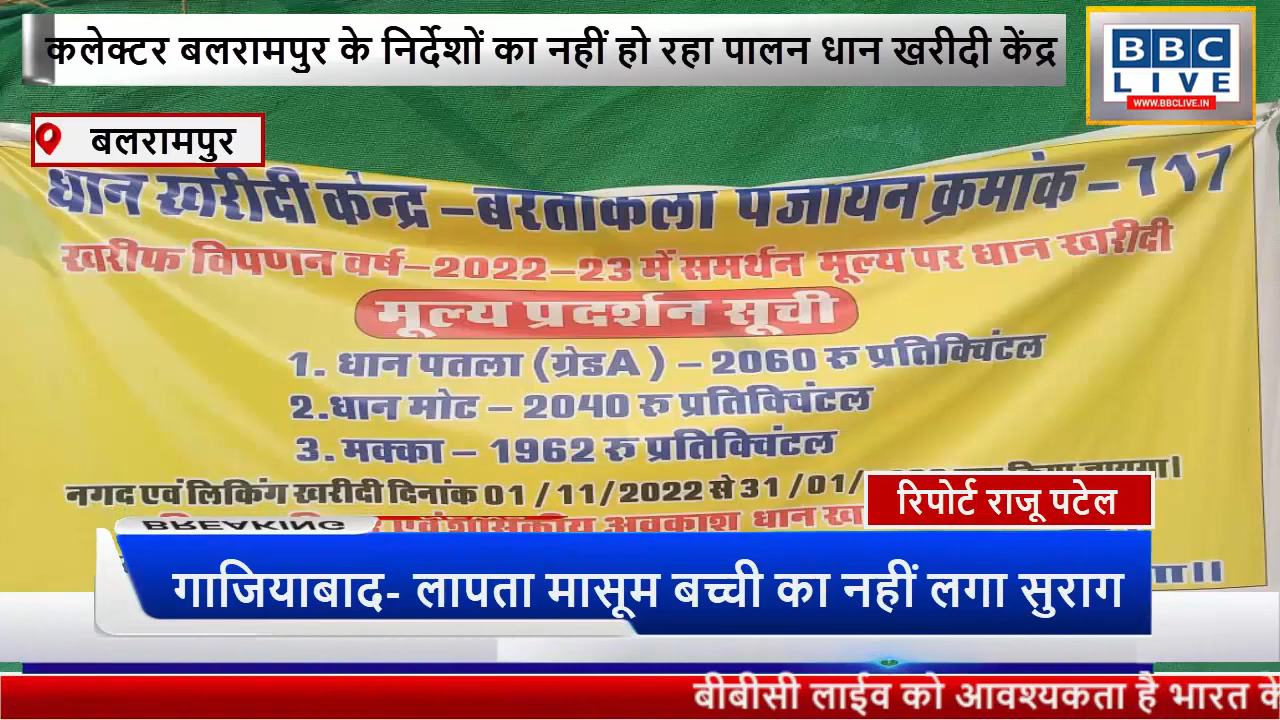 कलेक्टर बलरामपुर के निर्देशों का नहीं हो रहा पालन धान खरीदी केंद्र
BBC
LIVE
WWW.BBCLIVE.IN
बलरामपुर
धान खरीदी केन्द्र –बरतीकला पंजीयन क्रमांक –
खरीफ विपणन वर्ष–2022–23 में समर्थन मूल्य पर धान खरीदी
मूल्य प्रदर्शन सूची
1. धान पतला (ग्रेडA) – 2060 रु प्रतिक्विंटल
2.धान मोट – 2040 रु प्रतिक्विंटल
3. मक्का – 1962 रु प्रतिक्विंटल
नगद एवं लिकिंग खरीदी दिनांक 01/11/2022 से 31/01/
रिपोर्ट राजू पटेल
एवं शासकीय अवकाश धान
BREAKING
गाजियाबाद- लापता मासूम बच्ची का नहीं लगा सुराग
बीबीसी लाईव को आवश्यकता है भारत के